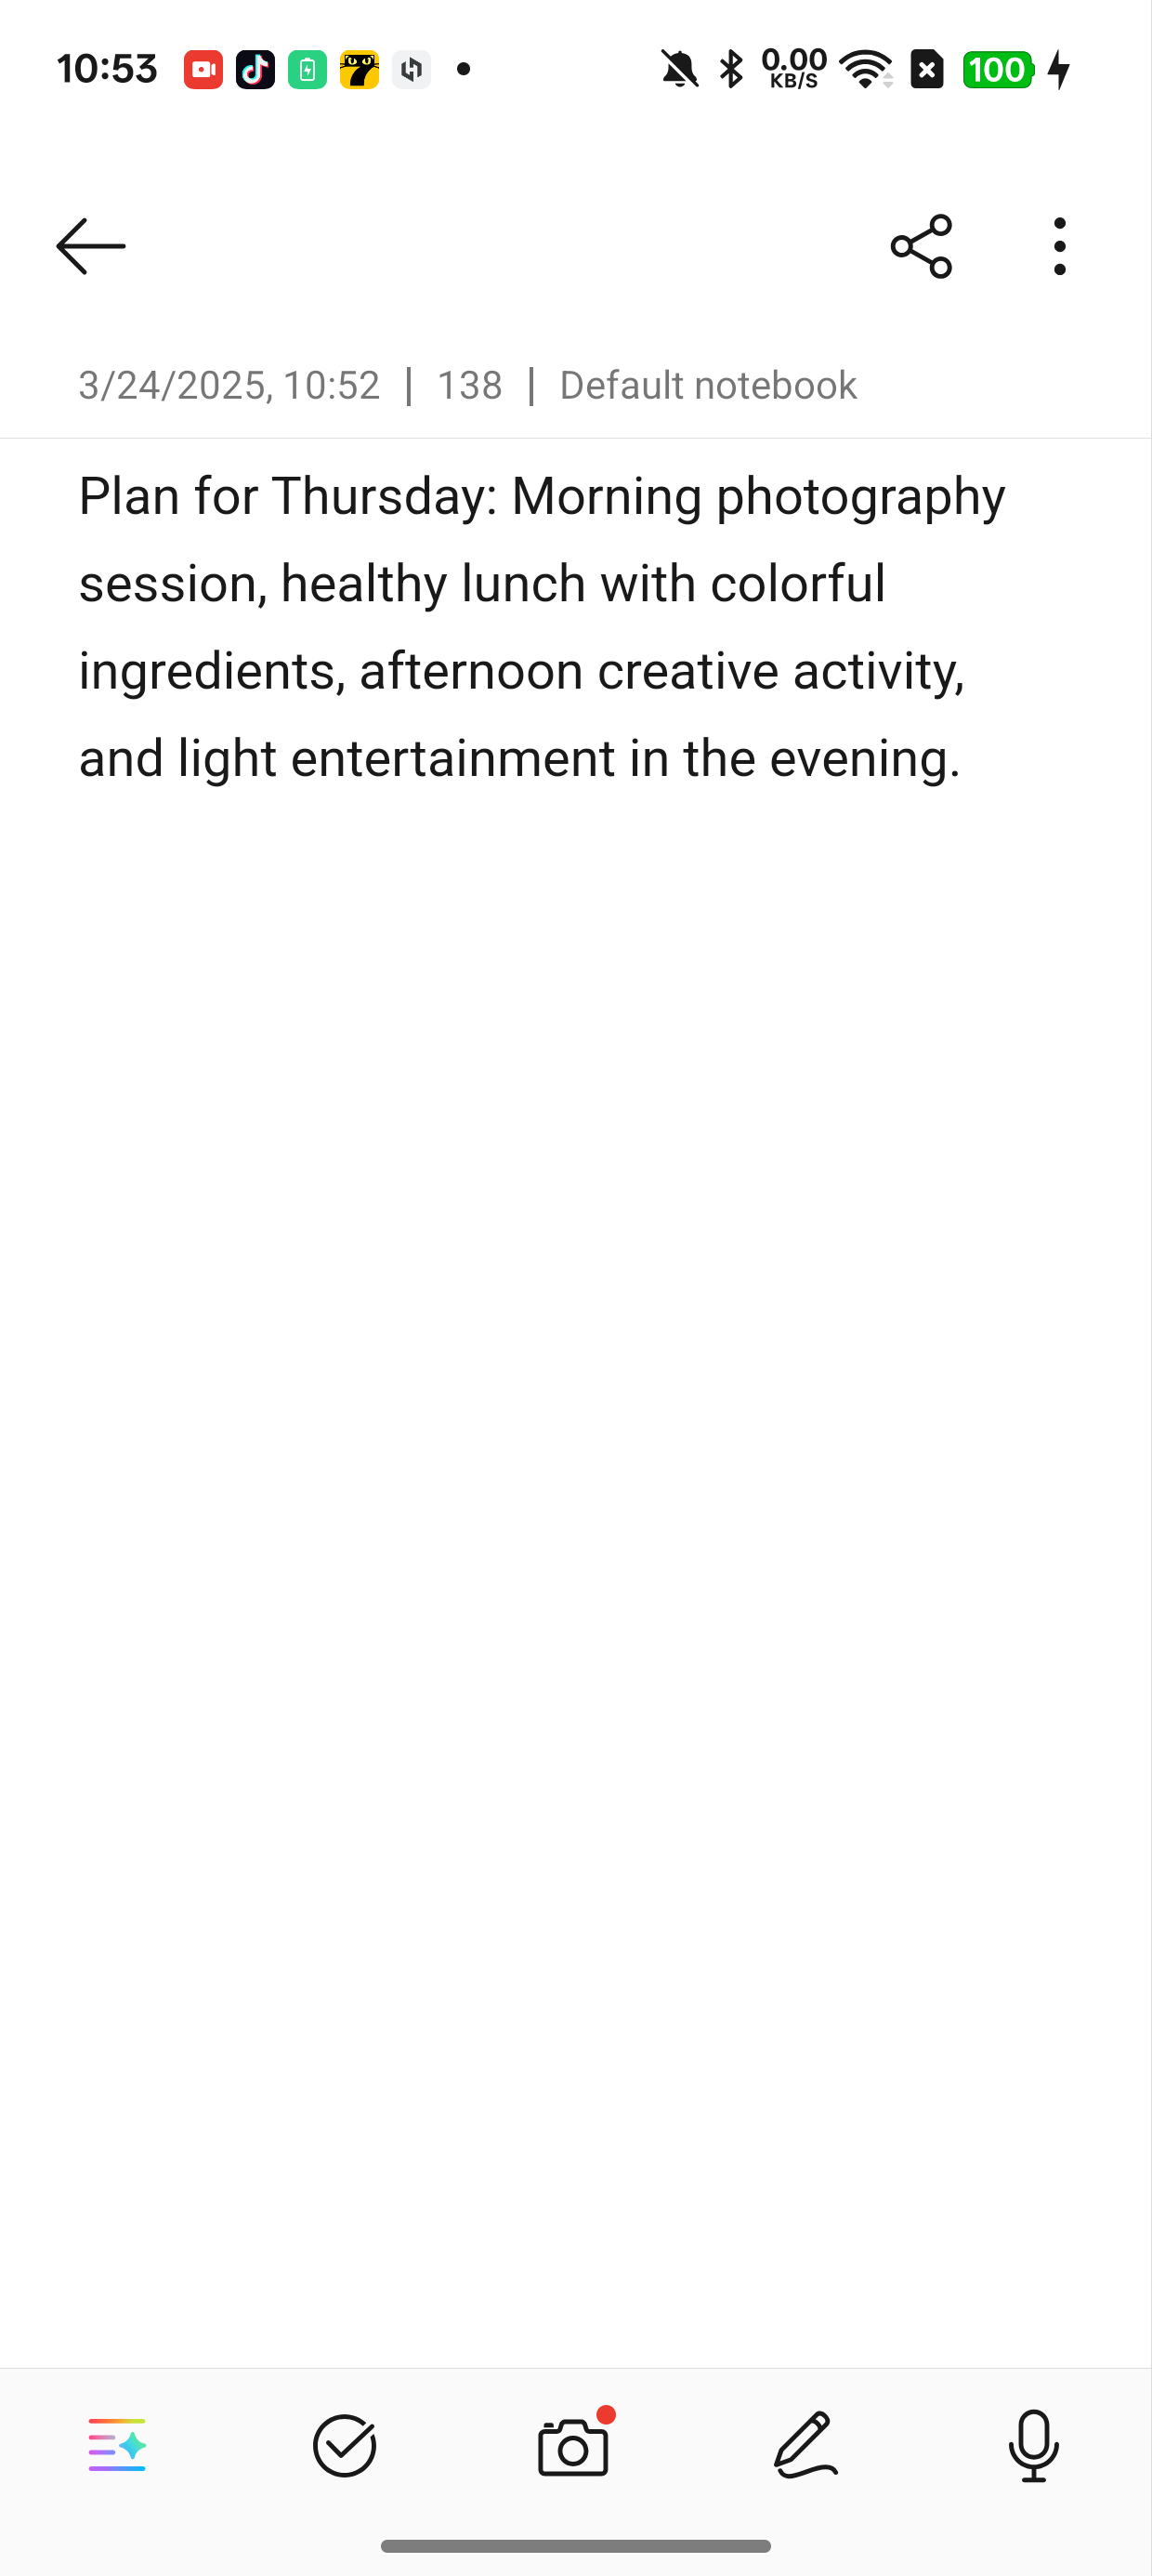 10:53
0.00
KB/S
100
3/24/2025, 10:52 | 138 | Default notebook
Plan for Thursday: Morning photography
session, healthy lunch with colorful
ingredients, afternoon creative activity,
and light entertainment in the evening.